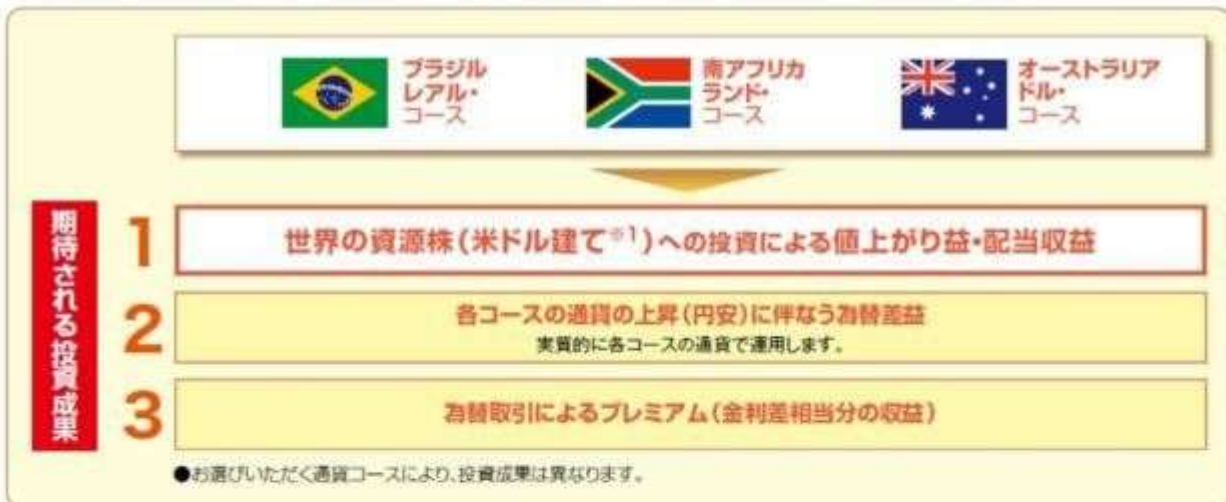 ブラジル
レアル・
コース
南アフリカ
ランド・
コース
オーストラリア
ドル・
コース
期待される投資成果
1
世界の資源株(米ドル建て※1)への投資による値上がり益・配当収益
2
各コースの通貨の上昇(円安)に伴なう為替差益
実質的に各コースの通貨で運用します。
3
為替取引によるプレミアム(金利差相当分の収益)
●お選びいただく通貨コースにより、投資成果は異なります。